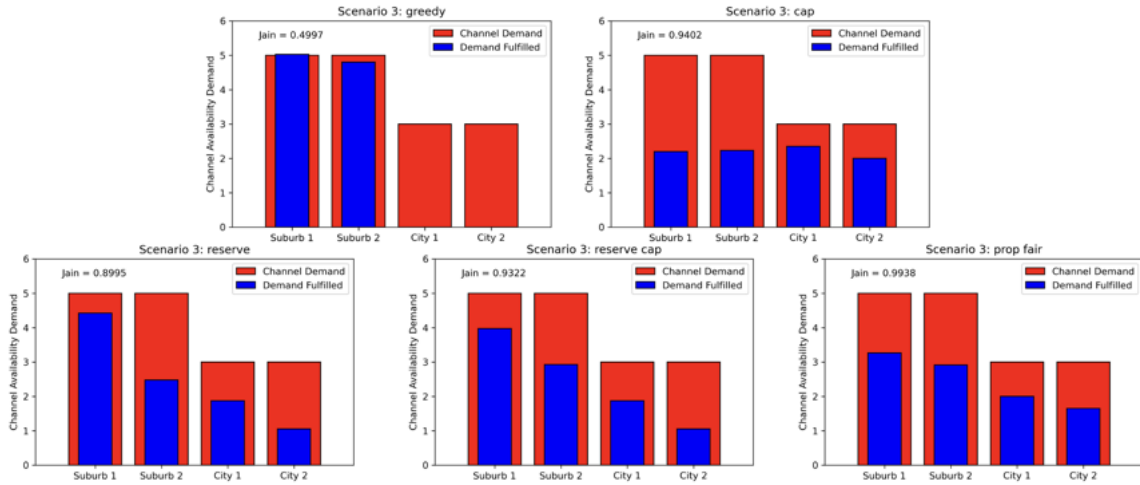 Scenario 3: greedy
Jain = 0.4997
Channel Demand
Demand Fulfilled
Channel Availability Demand
6
5
4
3
2
1
0
Suburb 1 Suburb 2 City 1 City 2
Scenario 3: cap
Jain = 0.9402
Channel Demand
Demand Fulfilled
Channel Availability Demand
6
5
4
3
2
1
0
Suburb 1 Suburb 2 City 1 City 2
Scenario 3: reserve
Jain = 0.8995
Channel Demand
Demand Fulfilled
Channel Availability Demand
6
5
4
3
2
1
0
Suburb 1 Suburb 2 City 1 City 2
Scenario 3: reserve cap
Jain = 0.9322
Channel Demand
Demand Fulfilled
Channel Availability Demand
6
5
4
3
2
1
0
Suburb 1 Suburb 2 City 1 City 2
Scenario 3: prop fair
Jain = 0.9938
Channel Demand
Demand Fulfilled
Channel Availability Demand
6
5
4
3
2
1
0
Suburb 1 Suburb 2 City 1 City 2